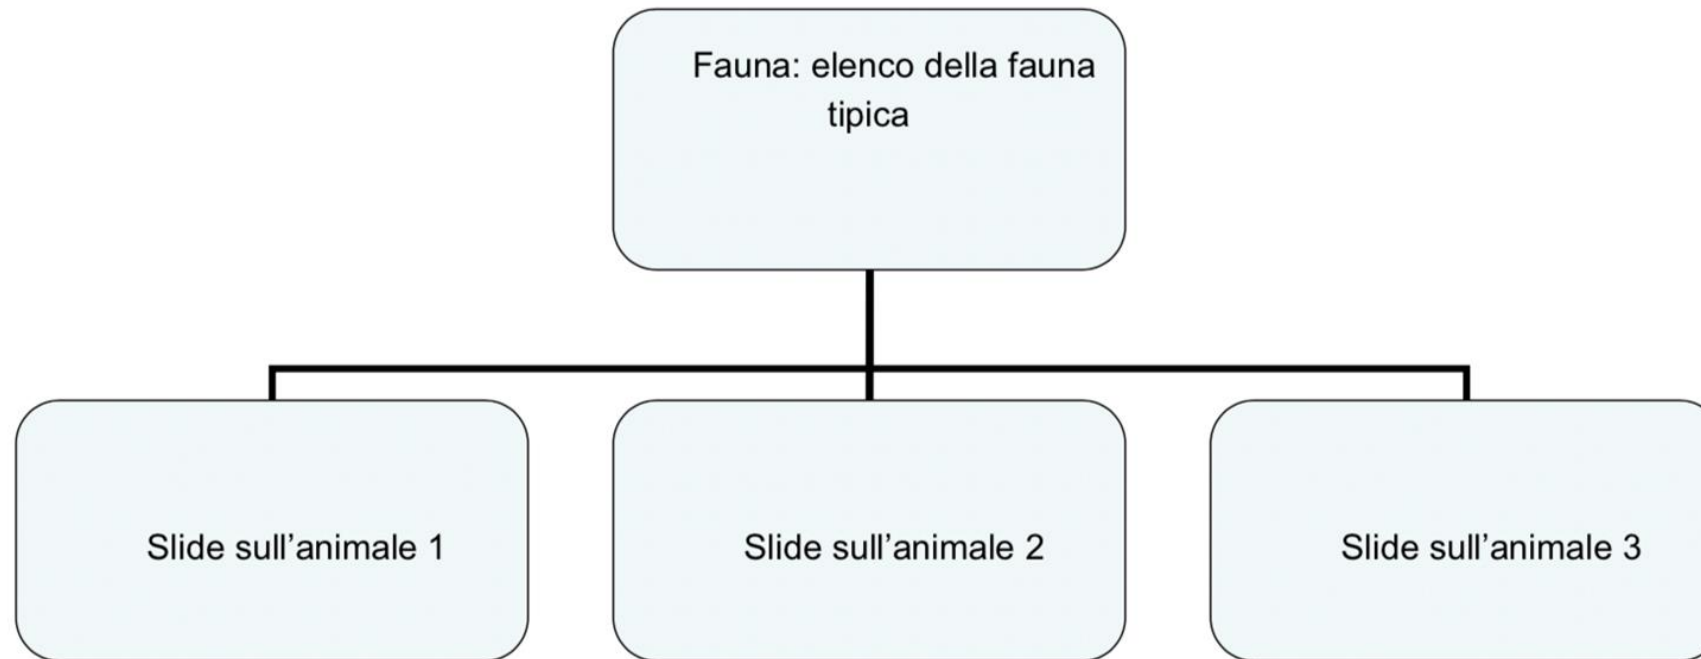 Fauna: elenco della fauna
tipica
Slide sull’animale 1
Slide sull’animale 2
Slide sull’animale 3